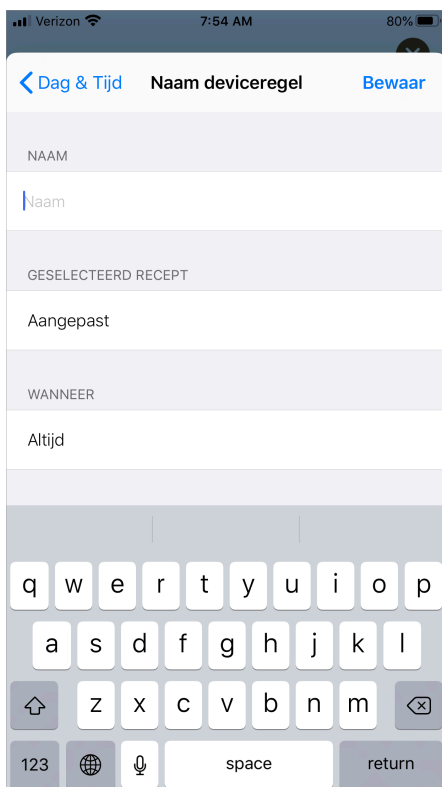 Verizon 7:54 AM 80%
Dag & Tijd Naam deviceregel Bewaar
NAAM
Naam
GESELECTEERD RECEPT
Aangepast
WANNEER
Altijd
q w e r t y u i o p
a s d f g h j k l
z x c v b n m
123 space return